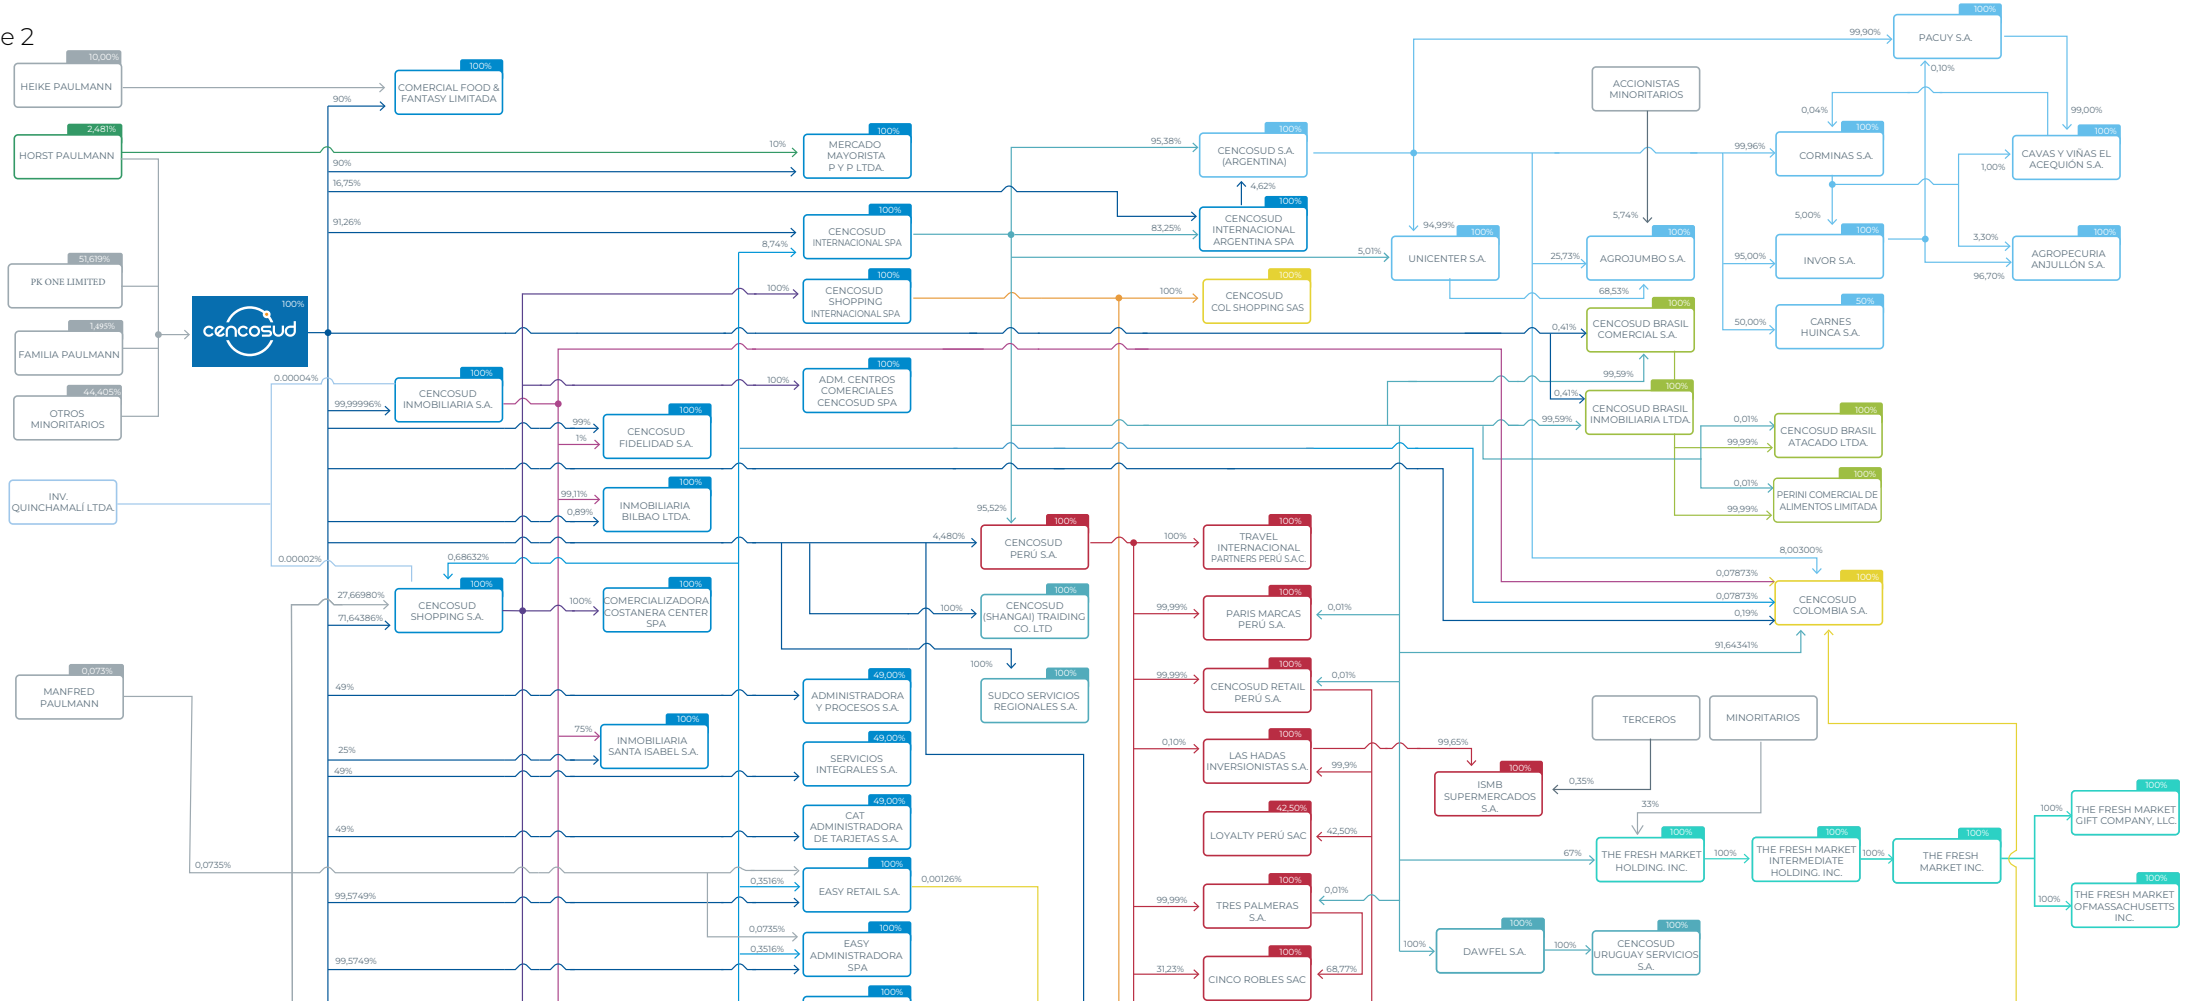 e 2
10,00%
HEIKE PAULMANN
2,481%
HORST PAULMANN
51,619%
PK ONE LIMITED
1,493%
FAMILIA PAULMANN
44,405%
OTROS
MINORITARIOS
INV.
QUINCHAMALÍ LTDA.
0,073%
MANFRED
PAULMANN
100%
cencosud
100%
COMERCIAL FOOD &
FANTASY LIMITADA
90%
10%
90%
16,75%
91,26%
8,74%
100%
MERCADO
MAYORISTA
P Y P LTDA.
100%
CENCOSUD
INTERNACIONAL SPA
100%
100%
CENCOSUD
SHOPPING
INTERNACIONAL SPA
100%
100%
ADM. CENTROS
COMERCIALES
CENCOSUD SPA
0.00004%
99,99996%
100%
CENCOSUD
INMOBILIARIA S.A.
99%
1%
100%
CENCOSUD
FIDELIDAD S.A.
99,11%
0,89%
100%
INMOBILIARIA
BILBAO LTDA.
0.00002%
0,68632%
27,66980%
71,64386%
100%
CENCOSUD
SHOPPING S.A.
100%
100%
COMERCIALIZADORA
COSTANERA CENTER
SPA
49%
49,00%
ADMINISTRADORA
Y PROCESOS S.A.
75%
25%
100%
INMOBILIARIA
SANTA ISABEL S.A.
49%
49,00%
SERVICIOS
INTEGRALES S.A.
49%
49,00%
CAT
ADMINISTRADORA
DE TARJETAS S.A.
0,0735%
0,3516%
99,5749%
100%
EASY RETAIL S.A.
0,00126%
0,0735%
0,3516%
99,5749%
100%
EASY
ADMINISTRADORA
SPA
100%
95,38%
100%
CENCOSUD S.A.
(ARGENTINA)
4,62%
83,25%
100%
CENCOSUD
INTERNACIONAL
ARGENTINA SPA
100%
100%
CENCOSUD
COL SHOPPING SAS
5,01%
94,99%
100%
UNICENTER S.A.
ACCIONISTAS
MINORITARIOS
5,74%
25,73%
68,53%
100%
AGROJUMBO S.A.
99,90%
100%
PACUY S.A.
0,10%
99,00%
0,04%
99,96%
100%
CORMINAS S.A.
1,00%
100%
CAVAS Y VIÑAS EL
ACEQUIÓN S.A.
5,00%
95,00%
100%
INVOR S.A.
3,30%
96,70%
100%
AGROPECURIA
ANJULLÓN S.A.
50,00%
50%
CARNES
HUINCA S.A.
0,41%
99,59%
100%
CENCOSUD BRASIL
COMERCIAL S.A.
0,41%
99,59%
100%
CENCOSUD BRASIL
INMOBILIARIA LTDA.
0,01%
99,99%
100%
CENCOSUD BRASIL
ATACADO LTDA.
0,01%
99,99%
100%
PERINI COMERCIAL DE
ALIMENTOS LIMITADA
95,52%
4,480%
100%
CENCOSUD
PERÚ S.A.
100%
100%
CENCOSUD
(SHANGAI) TRAIDING
CO. LTD
100%
100%
SUDCO SERVICIOS
REGIONALES S.A.
100%
100%
TRAVEL
INTERNACIONAL
PARTNERS PERÚ S.A.C.
99,99%
0,01%
100%
PARIS MARCAS
PERÚ S.A.
99,99%
0,01%
100%
CENCOSUD RETAIL
PERÚ S.A.
0,10%
99,9%
100%
LAS HADAS
INVERSIONISTAS S.A.
99,65%
0,35%
100%
ISMB
SUPERMERCADOS
S.A.
42,50%
LOYALTY PERÚ SAC
42,50%
99,99%
0,01%
100%
TRES PALMERAS
S.A.
31,23%
68,77%
100%
CINCO ROBLES SAC
8,00300%
0,07873%
0,07873%
0,19%
91,64341%
100%
CENCOSUD
COLOMBIA S.A.
TERCEROS
MINORITARIOS
33%
67%
100%
THE FRESH MARKET
HOLDING. INC.
100%
100%
THE FRESH MARKET
INTERMEDIATE
HOLDING. INC.
100%
100%
THE FRESH
MARKET INC.
100%
100%
THE FRESH MARKET
GIFT COMPANY, LLC.
100%
100%
THE FRESH MARKET
OFMASSACHUSETTS
INC.
100%
100%
DAWFEL S.A.
100%
100%
CENCOSUD
URUGUAY SERVICIOS
S.A.